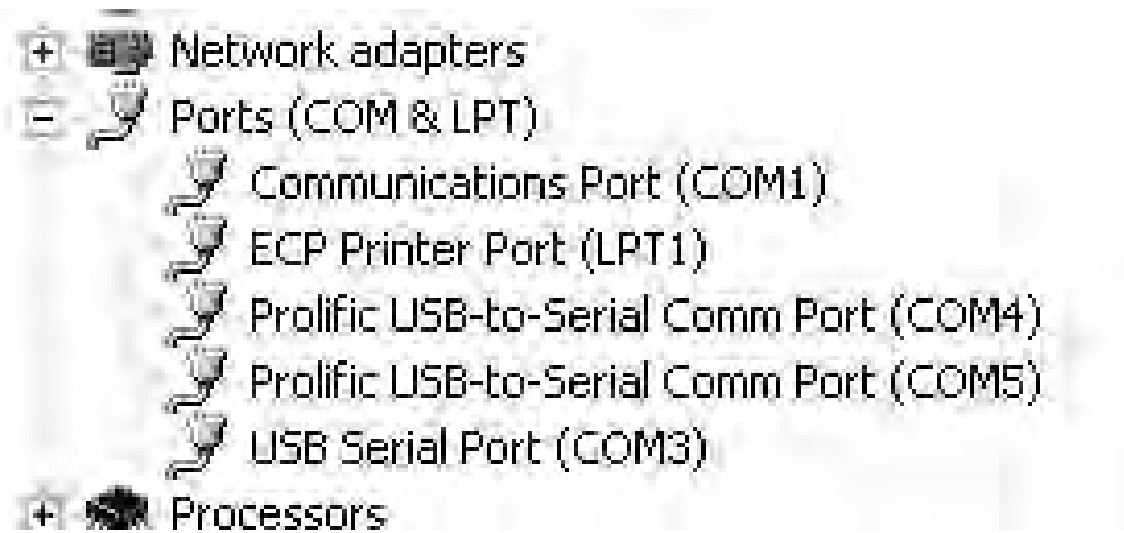 Network adapters
Ports (COM & LPT)
Communications Port (COM1)
ECP Printer Port (LPT1)
Prolific USB-to-Serial Comm Port (COM4)
Prolific USB-to-Serial Comm Port (COM5)
USB Serial Port (COM3)
Processors